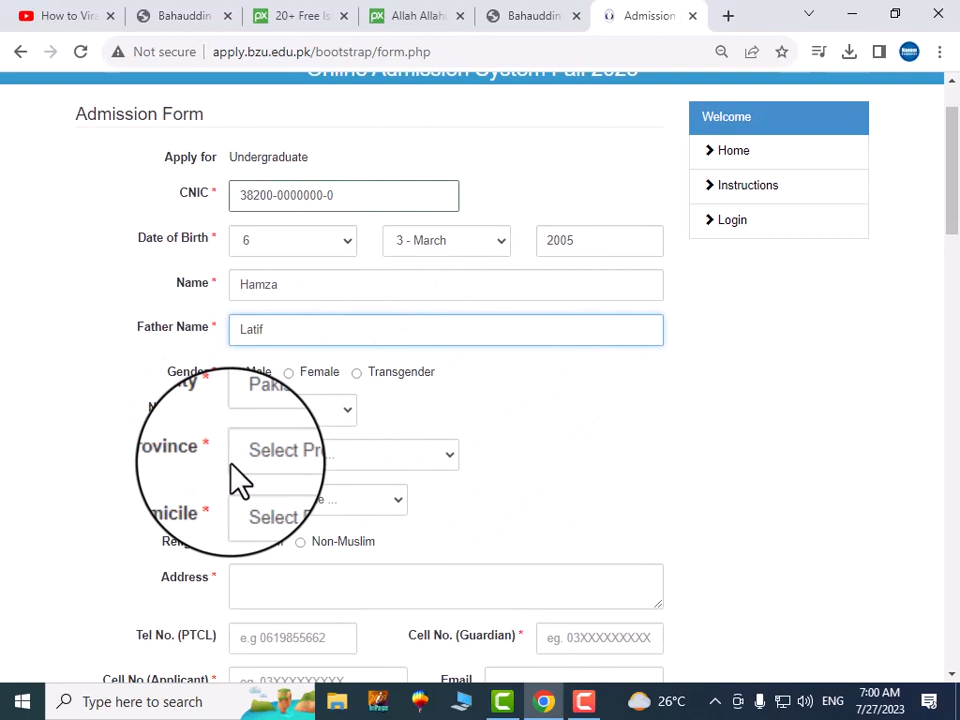 How to Vira
Bahauddin
20+ Free Is
Allah Allah
Bahauddin
Admission
Not secure
apply.bzu.edu.pk/bootstrap/form.php
Admission Form
Welcome
Home
Instructions
Login
Apply for Undergraduate
CNIC * 38200-0000000-0
Date of Birth * 6 3 - March 2005
Name * Hamza
Father Name * Latif
Gender Male Female Transgender
Province * Select Pr
Select
Non-Muslim
Address *
Tel No. (PTCL) e.g 0619855662 Cell No. (Guardian) * eg. 03XXXXXXXXX
Cell No (Applicant) * eg. 03XXXXXXXXX Email
Type here to search
26°C
ENG
7:00 AM
7/27/2023